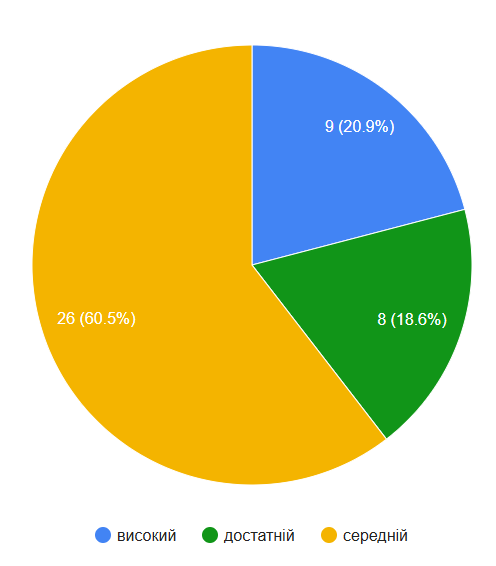 9 (20.9%)
8 (18.6%)
26 (60.5%)
високий достатній середній